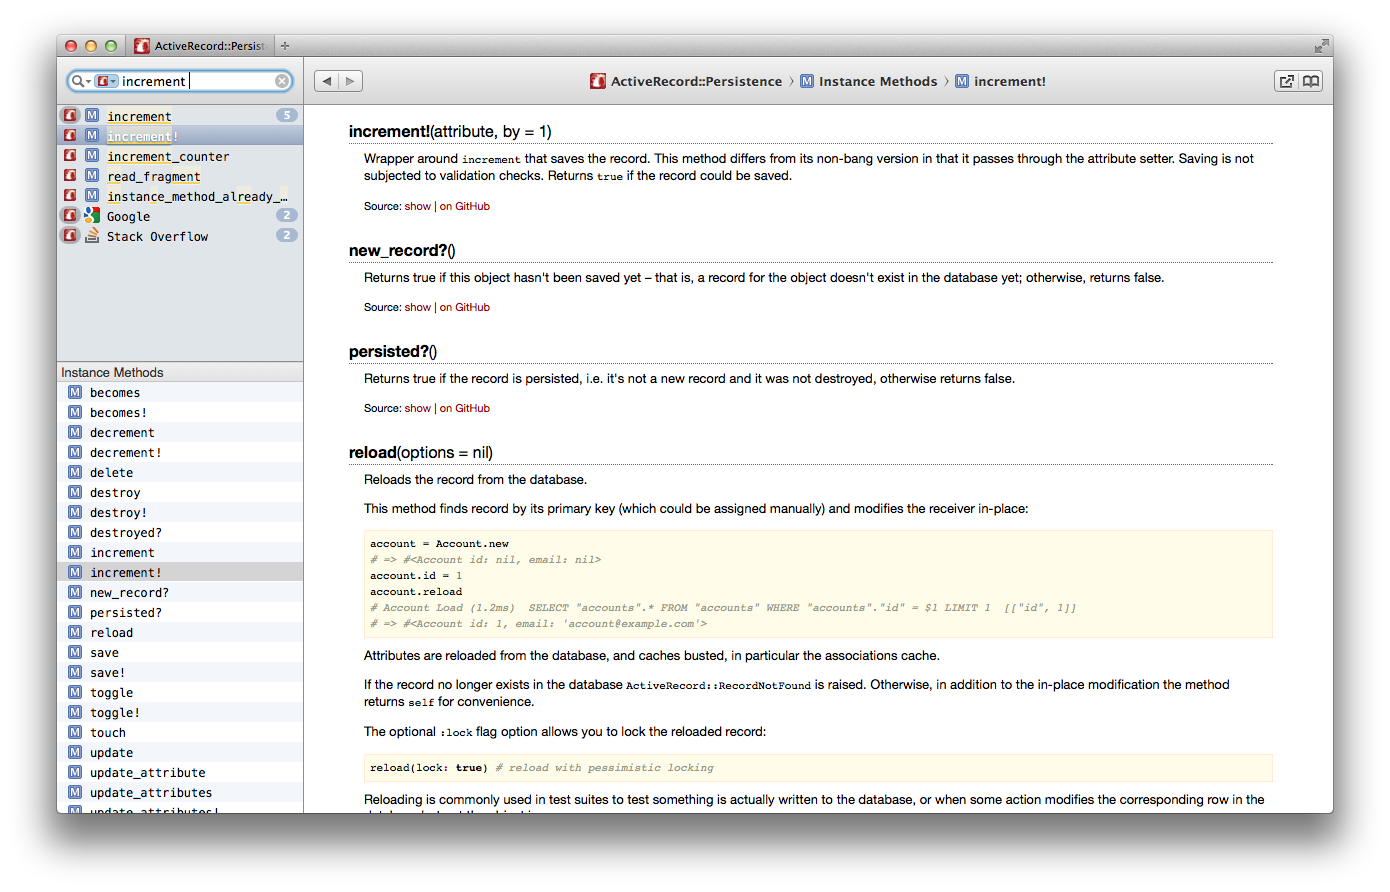 ActiveRecord::Persist
increment
increment 5
increment!
increment_counter
read_fragment
instance_method_already_…
Google 2
Stack Overflow 2
Instance Methods
M becomes
M becomes!
M decrement
M decrement!
M delete
M destroy
M destroy!
M destroyed?
M increment
M increment!
M new_record?
M persisted?
M reload
M save
M save!
M toggle
M toggle!
M touch
M update
M update_attribute
M update_attributes
M update_attributes!
ActiveRecord::Persistence › M Instance Methods › M increment!
increment!(attribute, by = 1)
Wrapper around increment that saves the record. This method differs from its non-bang version in that it passes through the attribute setter. Saving is not
subjected to validation checks. Returns true if the record could be saved.
Source: show | on GitHub
new_record?()
Returns true if this object hasn't been saved yet – that is, a record for the object doesn't exist in the database yet; otherwise, returns false.
Source: show | on GitHub
persisted?()
Returns true if the record is persisted, i.e. it's not a new record and it was not destroyed, otherwise returns false.
Source: show | on GitHub
reload(options = nil)
Reloads the record from the database.
This method finds record by its primary key (which could be assigned manually) and modifies the receiver in-place:
account = Account.new
# => #<Account id: nil, email: nil>
account.id = 1
account.reload
# Account Load (1.2ms)  SELECT "accounts".* FROM "accounts" WHERE "accounts"."id" = $1 LIMIT 1  [["id", 1]]
# => #<Account id: 1, email: 'account@example.com'>
Attributes are reloaded from the database, and caches busted, in particular the associations cache.
If the record no longer exists in the database ActiveRecord::RecordNotFound is raised. Otherwise, in addition to the in-place modification the method
returns self for convenience.
The optional :lock flag option allows you to lock the reloaded record:
reload(lock: true) # reload with pessimistic locking
Reloading is commonly used in test suites to test something is actually written to the database, or when some action modifies the corresponding row in the